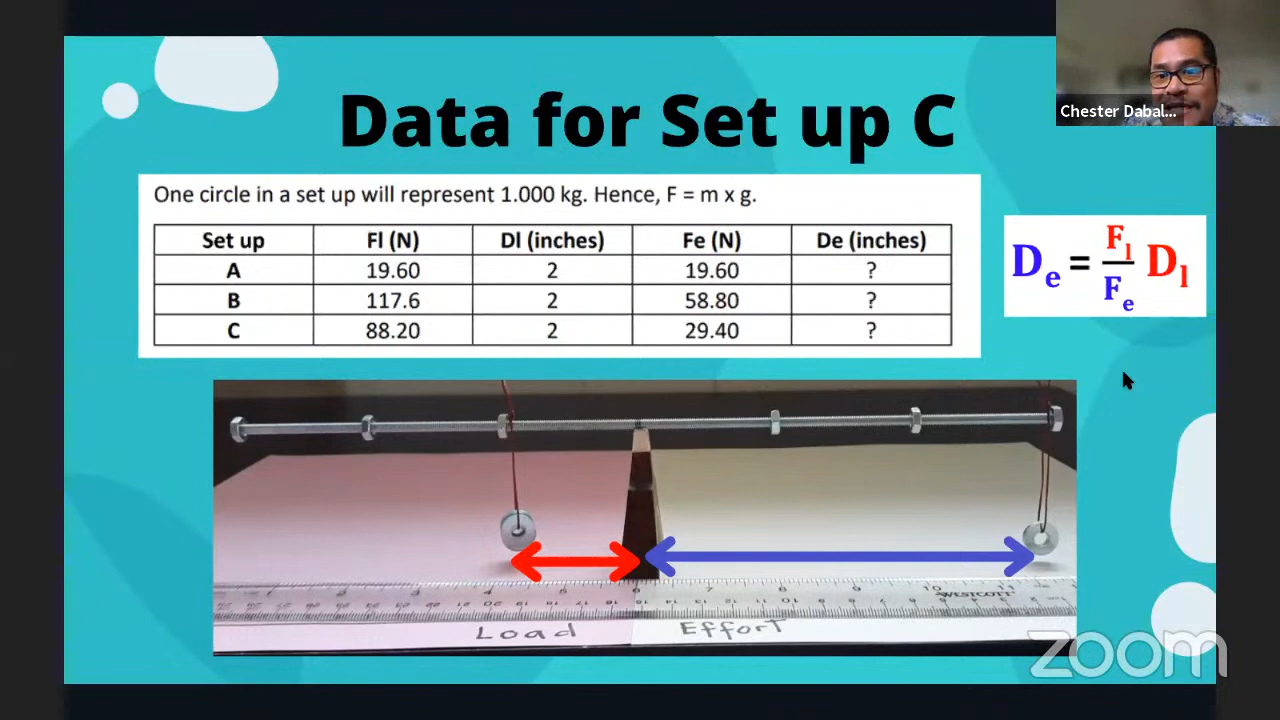 Data for Set up C
Chester Dabal...
One circle in a set up will represent 1.000 kg. Hence, F = m x g.
Set up Fl (N) Dl (inches) Fe (N) De (inches)
A 19.60 2 19.60 ?
B 117.6 2 58.80 ?
C 88.20 2 29.40 ?
De = Fl/Fe Dl
WESTCOTT
Load Effort
zoom